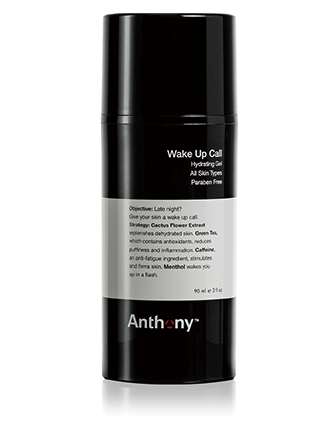 Wake Up Call
Hydrating Gel
All Skin Types
Paraben Free
Objective: Late night?
Give your skin a wake up call.
Strategy: Cactus Flower Extract
replenishes dehydrated skin. Green Tea,
which contains antioxidants, reduces
puffiness and inflammation. Caffeine,
an anti-fatigue ingredient, stimulates
and firms skin. Menthol wakes you
up in a flash.
90 ml e 3 fl oz
Anthony™